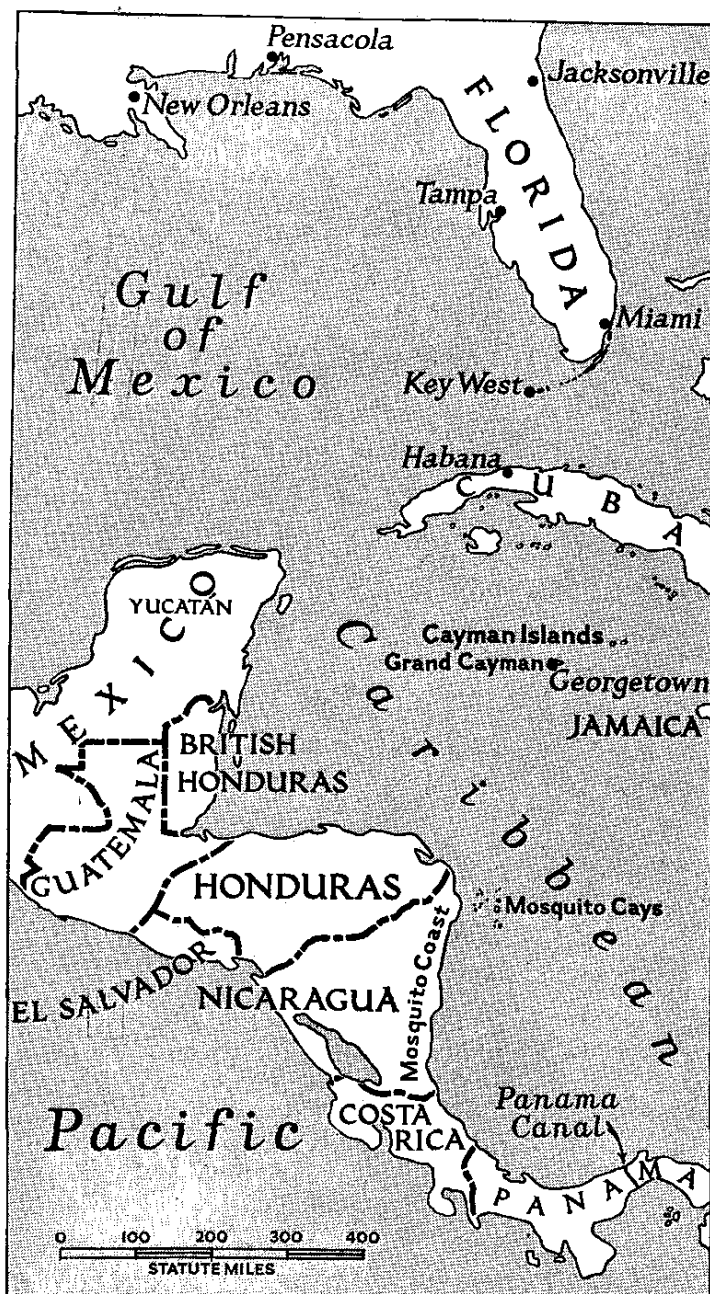 Pensacola
Jacksonville
New Orleans
FLORIDA
Tampa
Gulf
of
Mexico
Miami
Key West
Habana
CUBA
YUCATÁN
MEXICO
Caribbean
Cayman Islands
Grand Cayman
Georgetown
JAMAICA
BRITISH
HONDURAS
GUATEMALA
HONDURAS
Mosquito Cays
EL SALVADOR
NICARAGUA
Mosquito Coast
Pacific
COSTA
RICA
Panama
Canal
PANAMA
0 100 200 300 400
STATUTE MILES